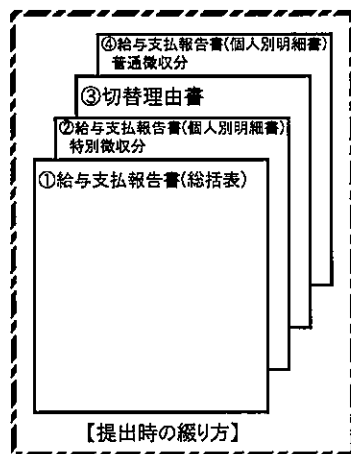 ④給与支払報告書(個人別明細書)
普通徴収分
③切替理由書
②給与支払報告書(個人別明細書)
特別徴収分
①給与支払報告書(総括表)
【提出時の綴り方】